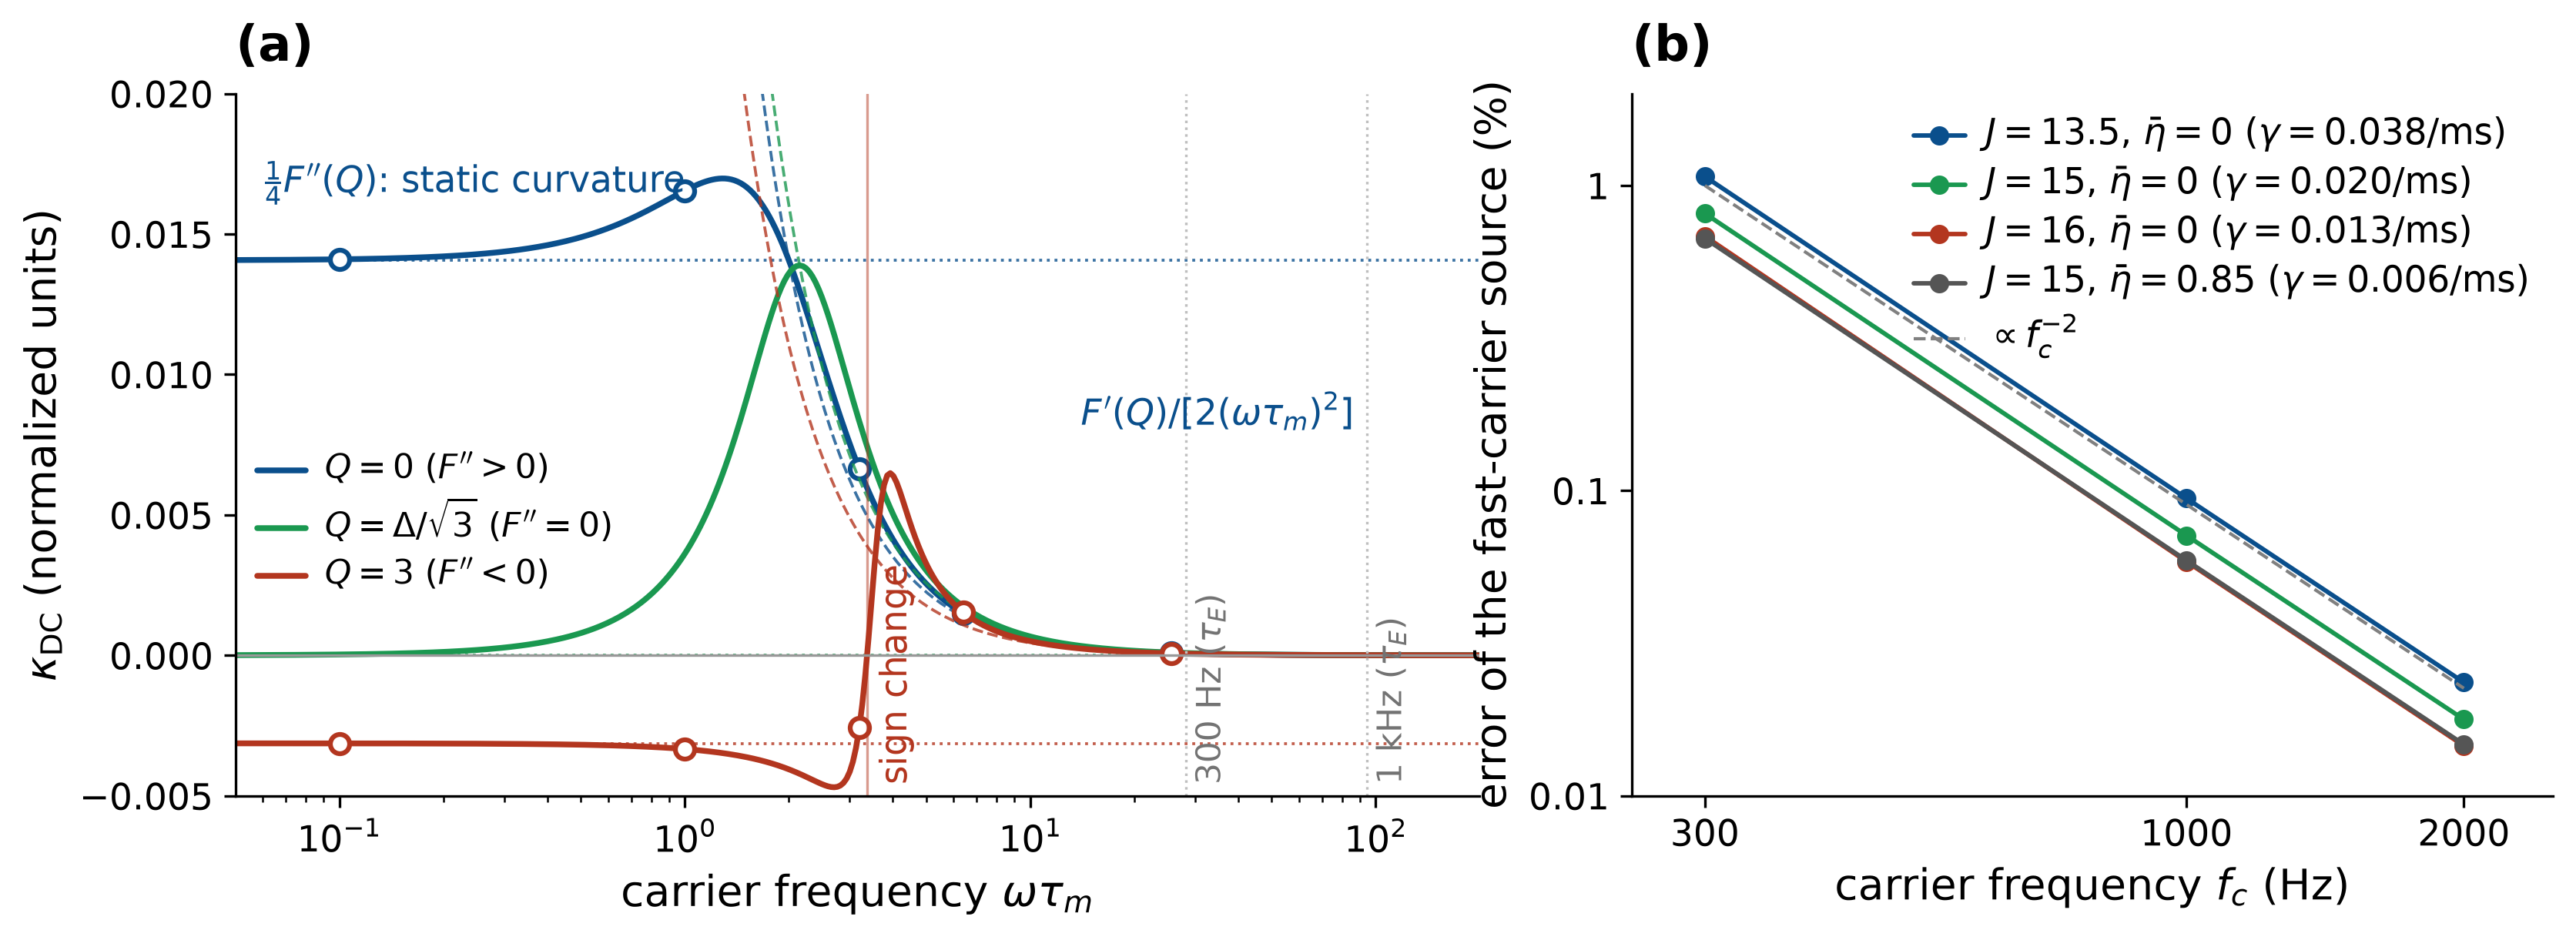 (a)
κDC (normalized units)
0.020
0.015
0.010
0.005
0.000
−0.005
¼F″(Q): static curvature
Q = 0 (F″ > 0)
Q = Δ/√3 (F″ = 0)
Q = 3 (F″ < 0)
F′(Q)/[2(ωτₘ)²]
sign change
300 Hz (τ_E)
1 kHz (τ_E)
10⁻¹ 10⁰ 10¹ 10²
carrier frequency ωτₘ
(b)
error of the fast-carrier source (%)
1
0.1
0.01
J = 13.5, η̄ = 0 (γ = 0.038/ms)
J = 15, η̄ = 0 (γ = 0.020/ms)
J = 16, η̄ = 0 (γ = 0.013/ms)
J = 15, η̄ = 0.85 (γ = 0.006/ms)
∝ f_c⁻²
300 1000 2000
carrier frequency f_c (Hz)